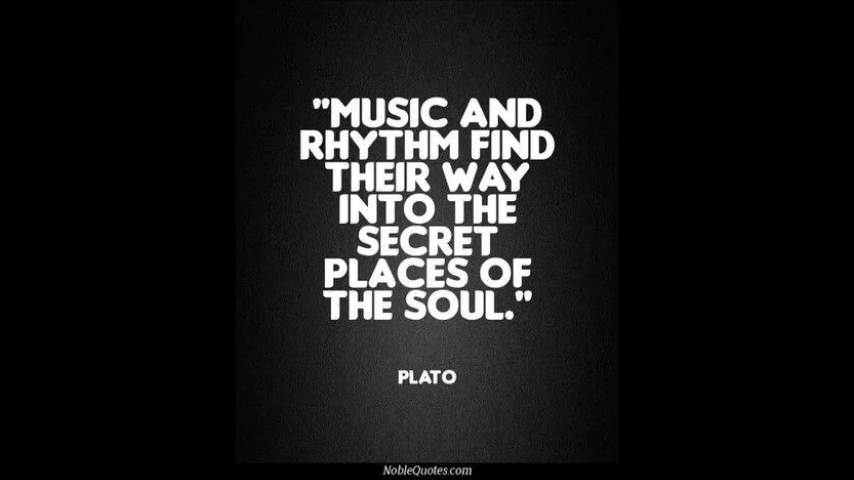 "MUSIC AND
RHYTHM FIND
THEIR WAY
INTO THE
SECRET
PLACES OF
THE SOUL."
PLATO
NobleQuotes.com